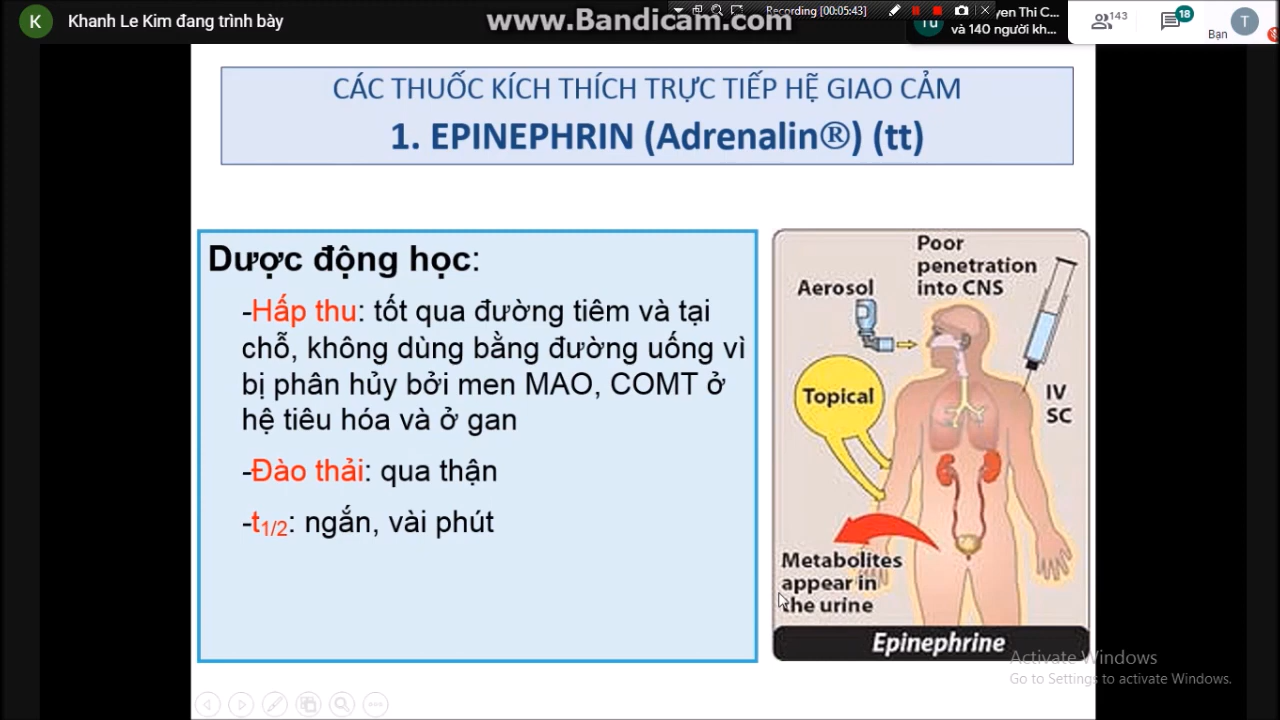 K
Khanh Le Kim đang trình bày
www.Bandicam.com
Recording [00:05:43]
Tu
yen Thi C...
và 140 người kh...
143
18
Bạn
T
CÁC THUỐC KÍCH THÍCH TRỰC TIẾP HỆ GIAO CẢM
1. EPINEPHRIN (Adrenalin®) (tt)
Dược động học:
-Hấp thu: tốt qua đường tiêm và tại
chỗ, không dùng bằng đường uống vì
bị phân hủy bởi men MAO, COMT ở
hệ tiêu hóa và ở gan
-Đào thải: qua thận
-t1/2: ngắn, vài phút
Poor
penetration
into CNS
Aerosol
Topical
IV
SC
Metabolites
appear in
the urine
Epinephrine
Activate Windows
Go to Settings to activate Windows.